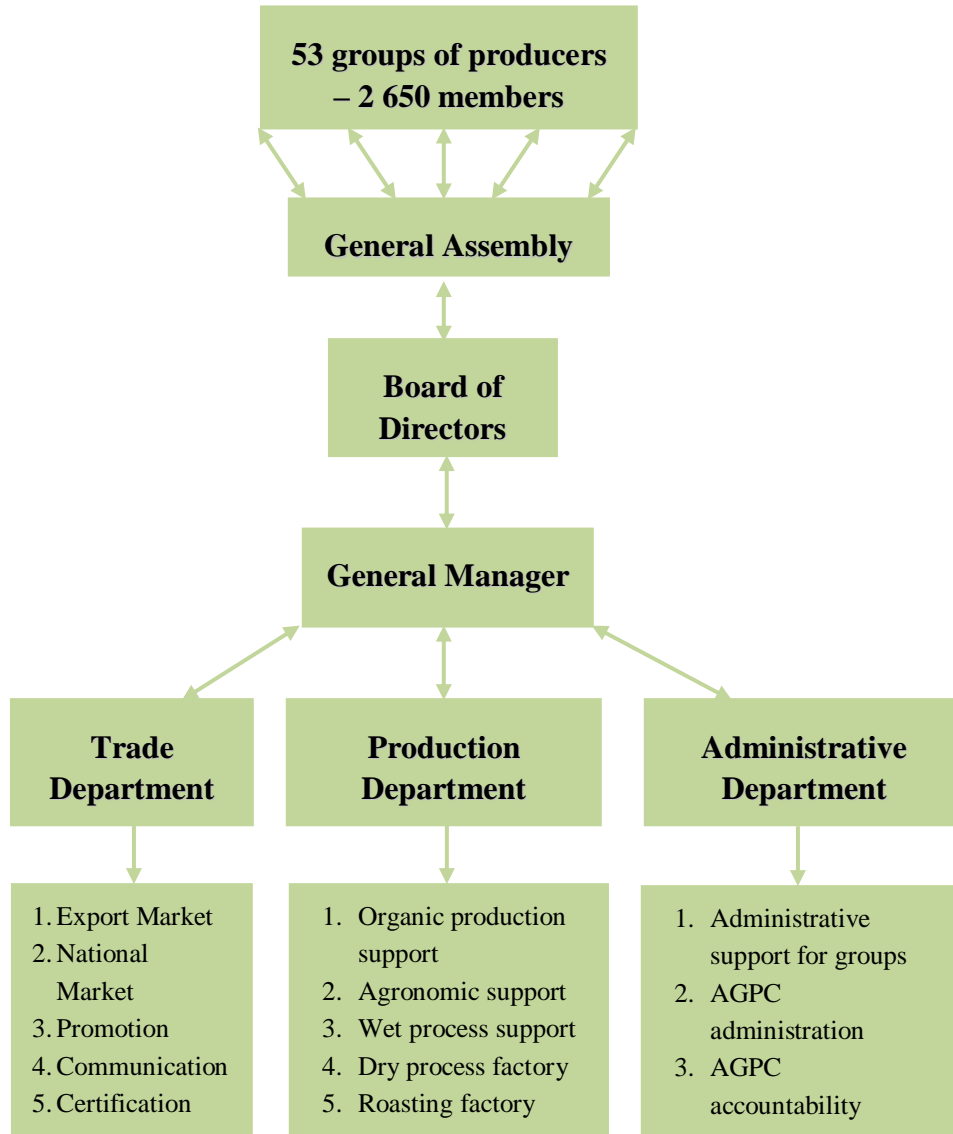 53 groups of producers
– 2 650 members
General Assembly
Board of
Directors
General Manager
Trade
Department
Production
Department
Administrative
Department
1. Export Market
2. National
Market
3. Promotion
4. Communication
5. Certification
1. Organic production
support
2. Agronomic support
3. Wet process support
4. Dry process factory
5. Roasting factory
1. Administrative
support for groups
2. AGPC
administration
3. AGPC
accountability